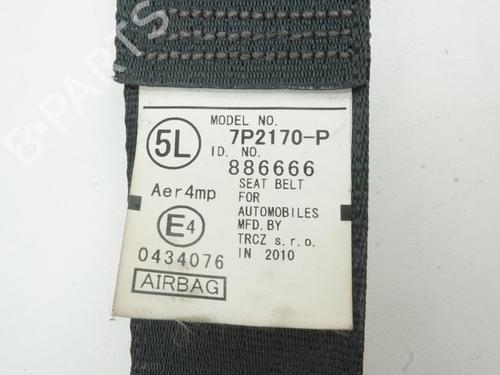 B-PARTS
MODEL NO.
5L
7P2170-P
ID. NO.
886666
Aer4mp
SEAT BELT
FOR
AUTOMOBILES
MFD. BY
TRCZ s.r.o.
IN 2010
E4
0434076
AIRBAG